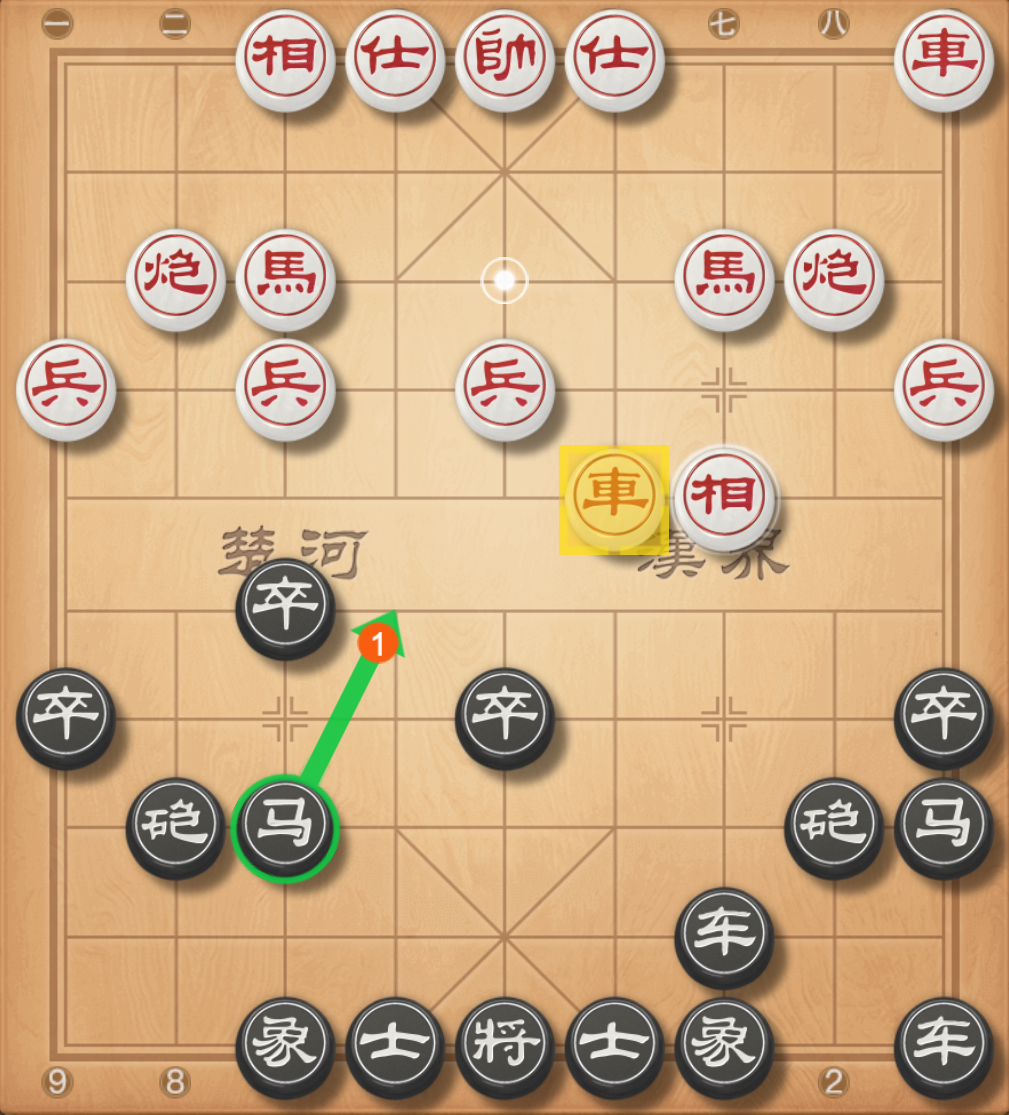 一 二 七 八
相 仕 帥 仕 車
炮 馬 馬 炮
兵 兵 兵 兵
車 相
楚河 漢界
卒
1
卒 卒 卒
砲 马 砲 马
车
象 士 将 士 象 车
9 8 2